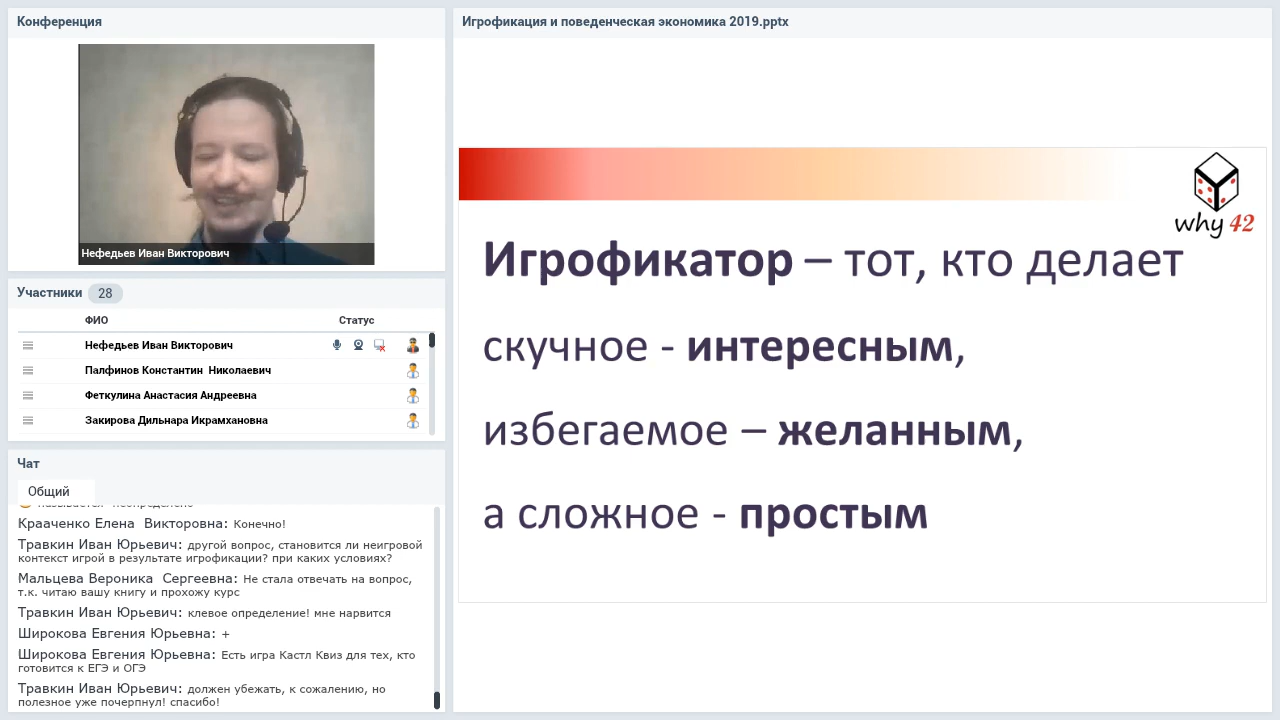 Конференция
Нефедьев Иван Викторович
Участники 28
ФИО Статус
Нефедьев Иван Викторович
Палфинов Константин Николаевич
Феткулина Анастасия Андреевна
Закирова Дильнара Икрамхановна
Чат
Общий
Крааченко Елена Викторовна: Конечно!
Травкин Иван Юрьевич: другой вопрос, становится ли неигровой
контекст игрой в результате игрофикации? при каких условиях?
Мальцева Вероника Сергеевна: Не стала отвечать на вопрос,
т.к. читаю вашу книгу и прохожу курс
Травкин Иван Юрьевич: клевое определение! мне нарвится
Широкова Евгения Юрьевна: +
Широкова Евгения Юрьевна: Есть игра Кастл Квиз для тех, кто
готовится к ЕГЭ и ОГЭ
Травкин Иван Юрьевич: должен убежать, к сожалению, но
полезное уже почерпнул! спасибо!
Игрофикация и поведенческая экономика 2019.pptx
why 42
Игрофикатор – тот, кто делает
скучное - интересным,
избегаемое – желанным,
а сложное - простым